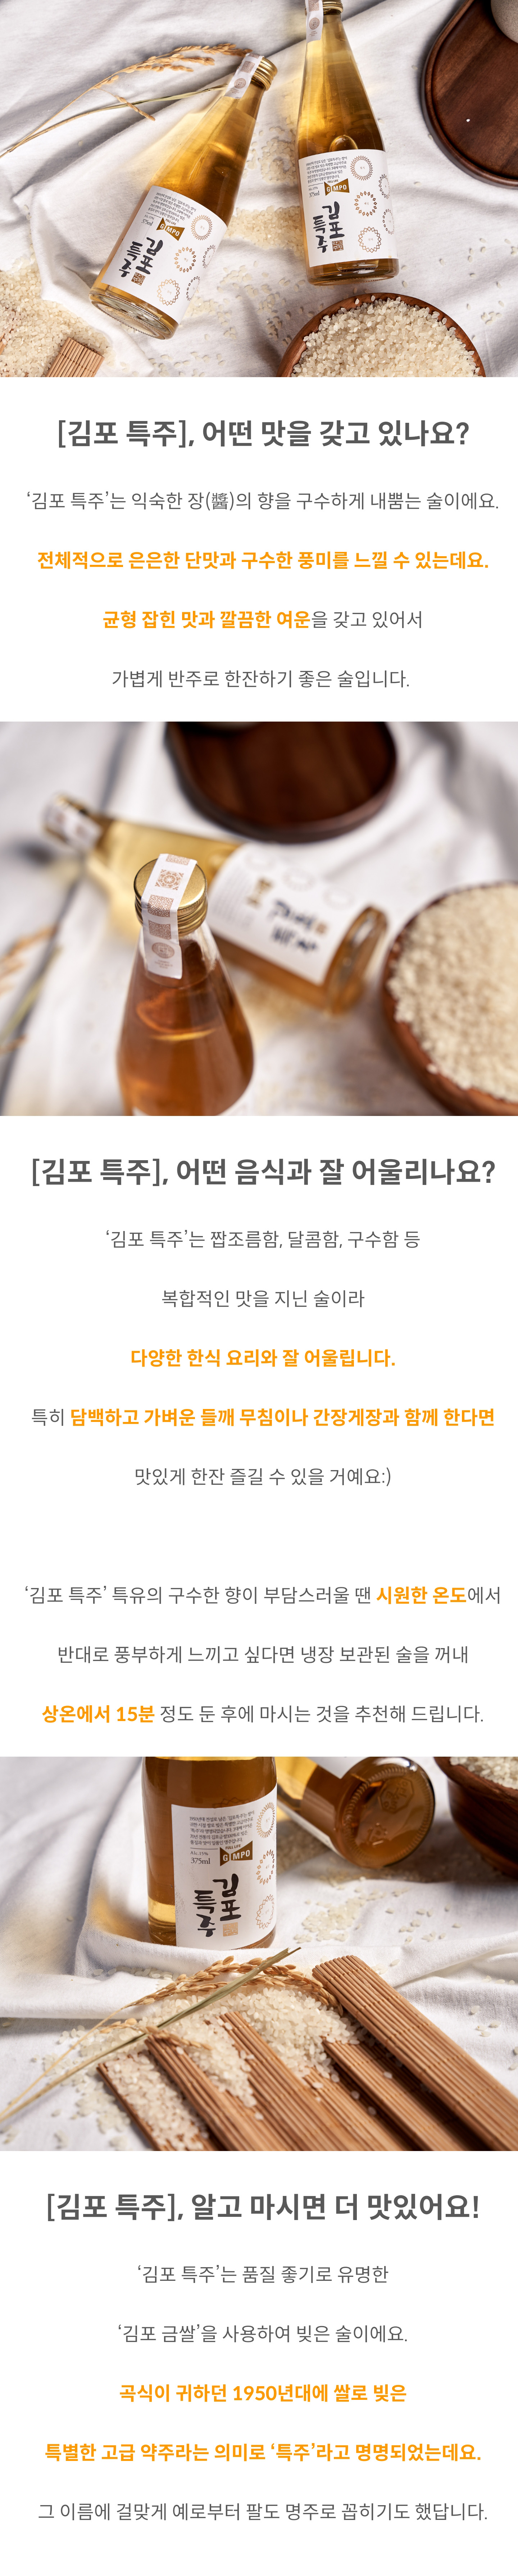 GIMPO
375ml
김포
특주
GIMPO
375ml
김포
특주
[김포 특주], 어떤 맛을 갖고 있나요?
‘김포 특주’는 익숙한 장(醬)의 향을 구수하게 내뿜는 술이에요.
전체적으로 은은한 단맛과 구수한 풍미를 느낄 수 있는데요.
균형 잡힌 맛과 깔끔한 여운을 갖고 있어서
가볍게 반주로 한잔하기 좋은 술입니다.
[김포 특주], 어떤 음식과 잘 어울리나요?
‘김포 특주’는 짭조름함, 달콤함, 구수함 등
복합적인 맛을 지닌 술이라
다양한 한식 요리와 잘 어울립니다.
특히 담백하고 가벼운 들깨 무침이나 간장게장과 함께 한다면
맛있게 한잔 즐길 수 있을 거예요:)
‘김포 특주’ 특유의 구수한 향이 부담스러울 땐 시원한 온도에서
반대로 풍부하게 느끼고 싶다면 냉장 보관된 술을 꺼내
상온에서 15분 정도 둔 후에 마시는 것을 추천해 드립니다.
375ml
GIMPO
김포
특주
[김포 특주], 알고 마시면 더 맛있어요!
‘김포 특주’는 품질 좋기로 유명한
‘김포 금쌀’을 사용하여 빚은 술이에요.
곡식이 귀하던 1950년대에 쌀로 빚은
특별한 고급 약주라는 의미로 ‘특주’라고 명명되었는데요.
그 이름에 걸맞게 예로부터 팔도 명주로 꼽히기도 했답니다.